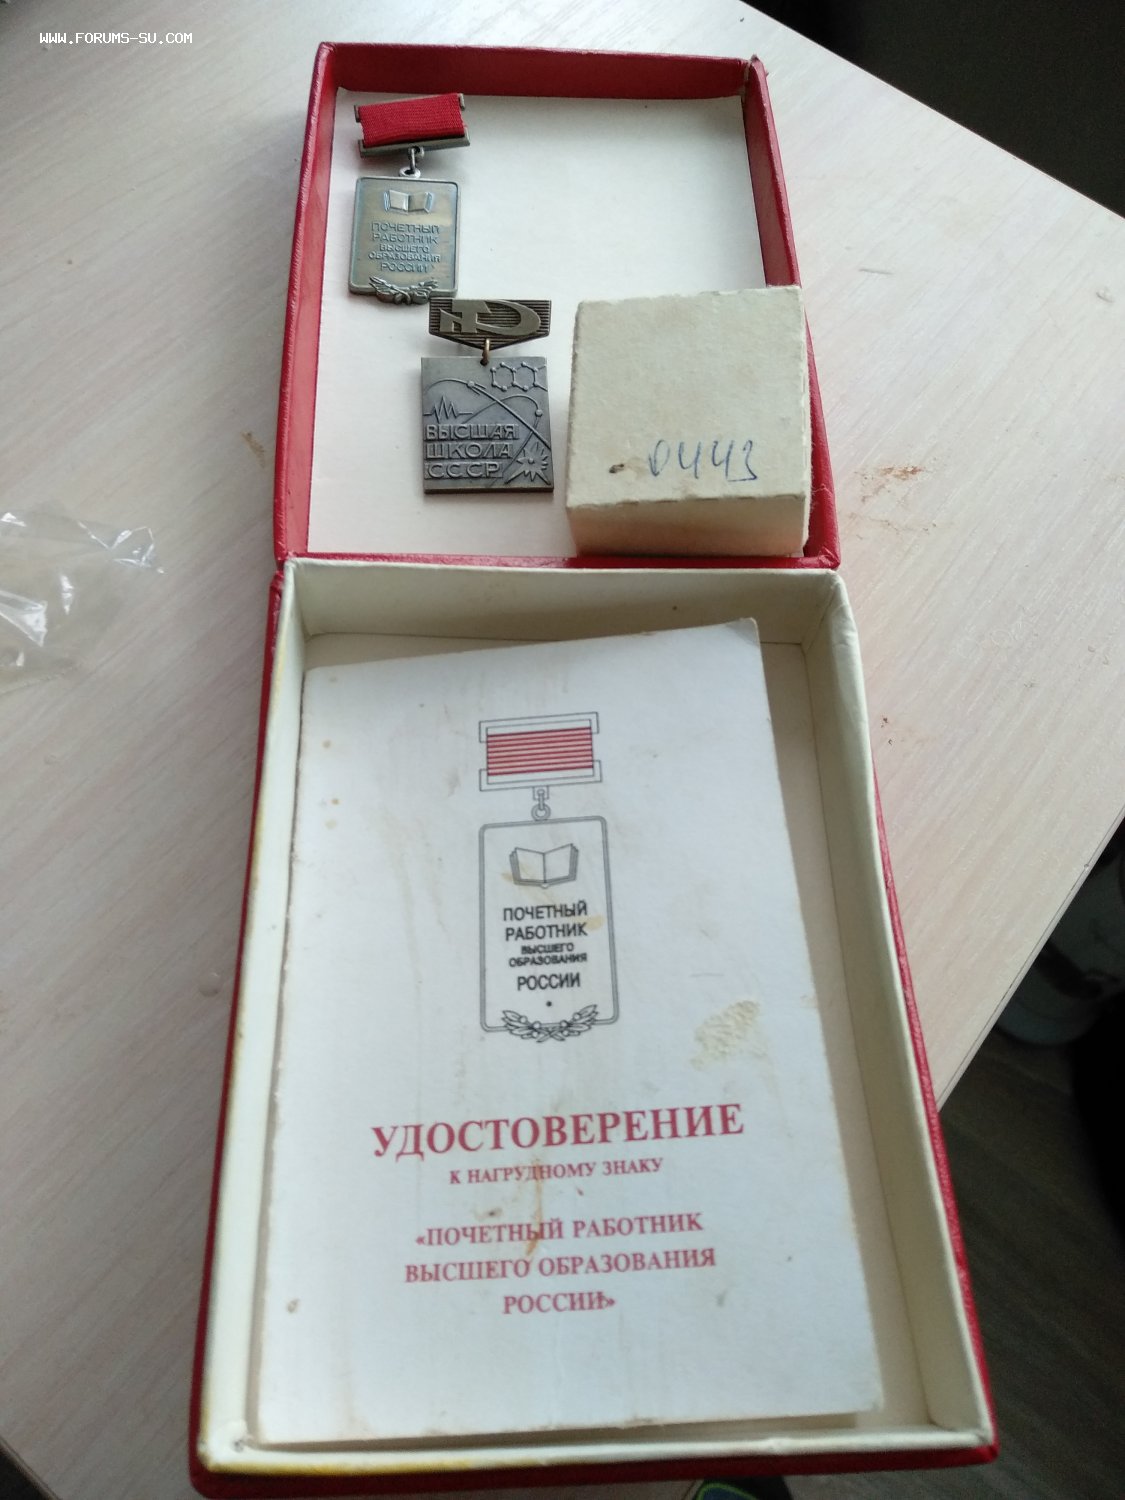 WWW.FORUMS-SU.COM
ПОЧЕТНЫЙ
РАБОТНИК
ВЫСШЕГО
ОБРАЗОВАНИЯ
РОССИИ
ВЫСШАЯ
ШКОЛА
СССР
0443
ПОЧЕТНЫЙ
РАБОТНИК
ВЫСШЕГО
ОБРАЗОВАНИЯ
РОССИИ
УДОСТОВЕРЕНИЕ
К НАГРУДНОМУ ЗНАКУ
«ПОЧЕТНЫЙ РАБОТНИК
ВЫСШЕГО ОБРАЗОВАНИЯ
РОССИИ»